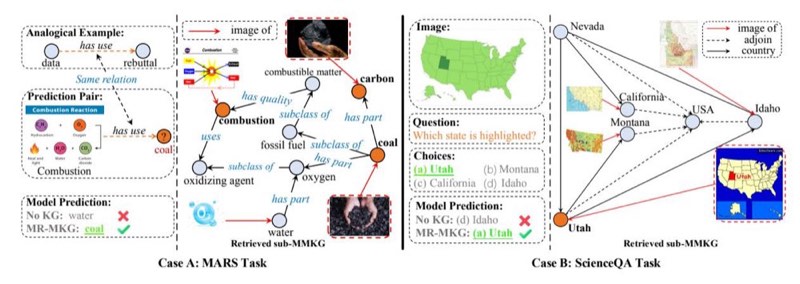 Analogical Example:
has use
data
rebuttal
Same relation
Prediction Pair:
Combustion Reaction
Hydrocarbon
Oxygen
has use
?
coal
Combustion
Model Prediction:
No KG: water
MR-MKG: coal
image of
Combustion
combustible matter
carbon
has quality
combustion
subclass of
has part
uses
fossil fuel
subclass of
coal
has part
subclass of
oxidizing agent
oxygen
has part
water
Retrieved sub-MMKG
Case A: MARS Task
Image:
Question:
Which state is highlighted?
Choices:
(a) Utah (b) Montana
(c) California (d) Idaho
Model Prediction:
No KG: (d) Idaho
MR-MKG: (a) Utah
Nevada
image of
adjoin
country
California
Montana
USA
Idaho
Utah
Utah
Retrieved sub-MMKG
Case B: ScienceQA Task